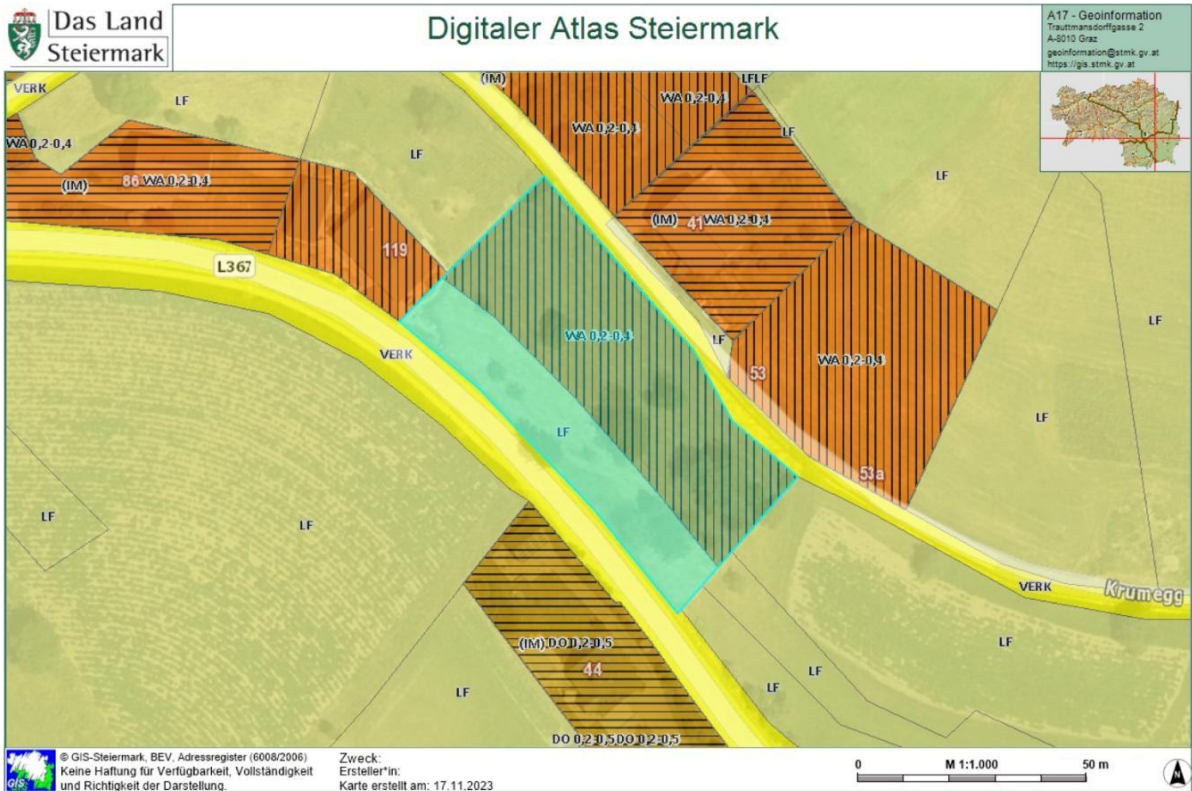 Das Land
Steiermark
Digitaler Atlas Steiermark
A17 - Geoinformation
Trauttmansdorffgasse 2
A-8010 Graz
geoinformation@stmk.gv.at
https://gis.stmk.gv.at
VERK
LF
(IM)
LFLF
WA 0,2-0,4
WA 0,2-0,4
LF
WA 0,2-0,4
LF
LF
(IM)
86
WA 0,2-0,4
(IM)
41
WA 0,2-0,4
119
L367
LF
WA 0,2-0,4
LF
VERK
WA 0,2-0,4
53
LF
LF
53a
LF
LF
VERK
Krumegg
(IM)
DO 0,2-0,5
44
LF
LF
LF
LF
DO 0,2-0,5DO 0,2-0,5
GIS
© GIS-Steiermark, BEV, Adressregister (6008/2006)
Keine Haftung für Verfügbarkeit, Vollständigkeit
und Richtigkeit der Darstellung.
Zweck:
Ersteller*in:
Karte erstellt am: 17.11.2023
0
M 1:1.000
50 m
N